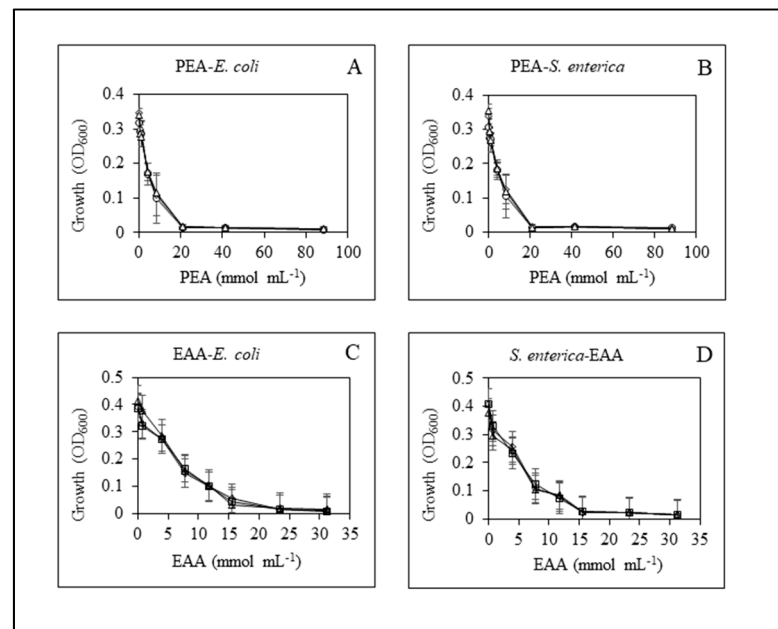 PEA-E. coli
A
0.4
0.3
0.2
0.1
0
Growth (OD600)
0 20 40 60 80 100
PEA (mmol mL-1)
PEA-S. enterica
B
0.4
0.3
0.2
0.1
0
Growth (OD600)
0 20 40 60 80 100
PEA (mmol mL-1)
EAA-E. coli
C
0.5
0.4
0.3
0.2
0.1
0
Growth (OD600)
0 5 10 15 20 25 30 35
EAA (mmol mL-1)
S. enterica-EAA
D
0.5
0.4
0.3
0.2
0.1
0
Growth (OD600)
0 5 10 15 20 25 30 35
EAA (mmol mL-1)